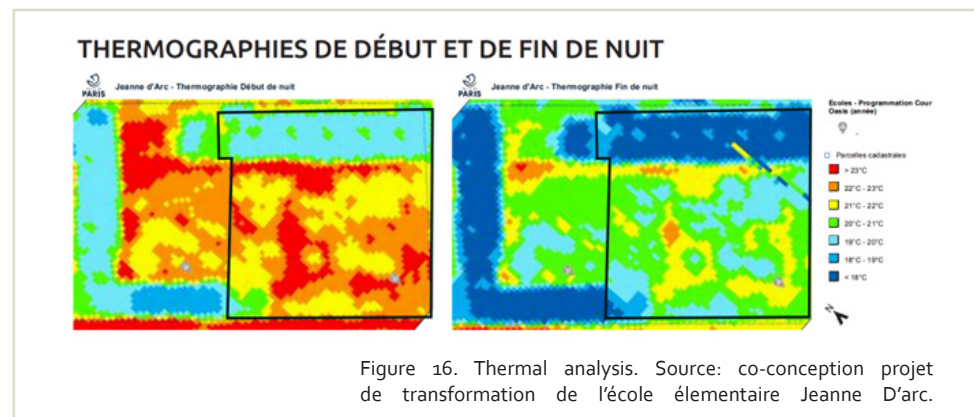 THERMOGRAPHIES DE DÉBUT ET DE FIN DE NUIT
PARIS
Jeanne d'Arc - Thermographie Début de nuit
PARIS
Jeanne d'Arc - Thermographie Fin de nuit
Ecoles - Programmation Cour
Oasis (année)
Parcelles cadastrales
> 23°C
22°C - 23°C
21°C - 22°C
20°C - 21°C
19°C - 20°C
18°C - 19°C
< 18°C
N
Figure 16. Thermal analysis. Source: co-conception projet
de transformation de l'école élementaire Jeanne D'arc.